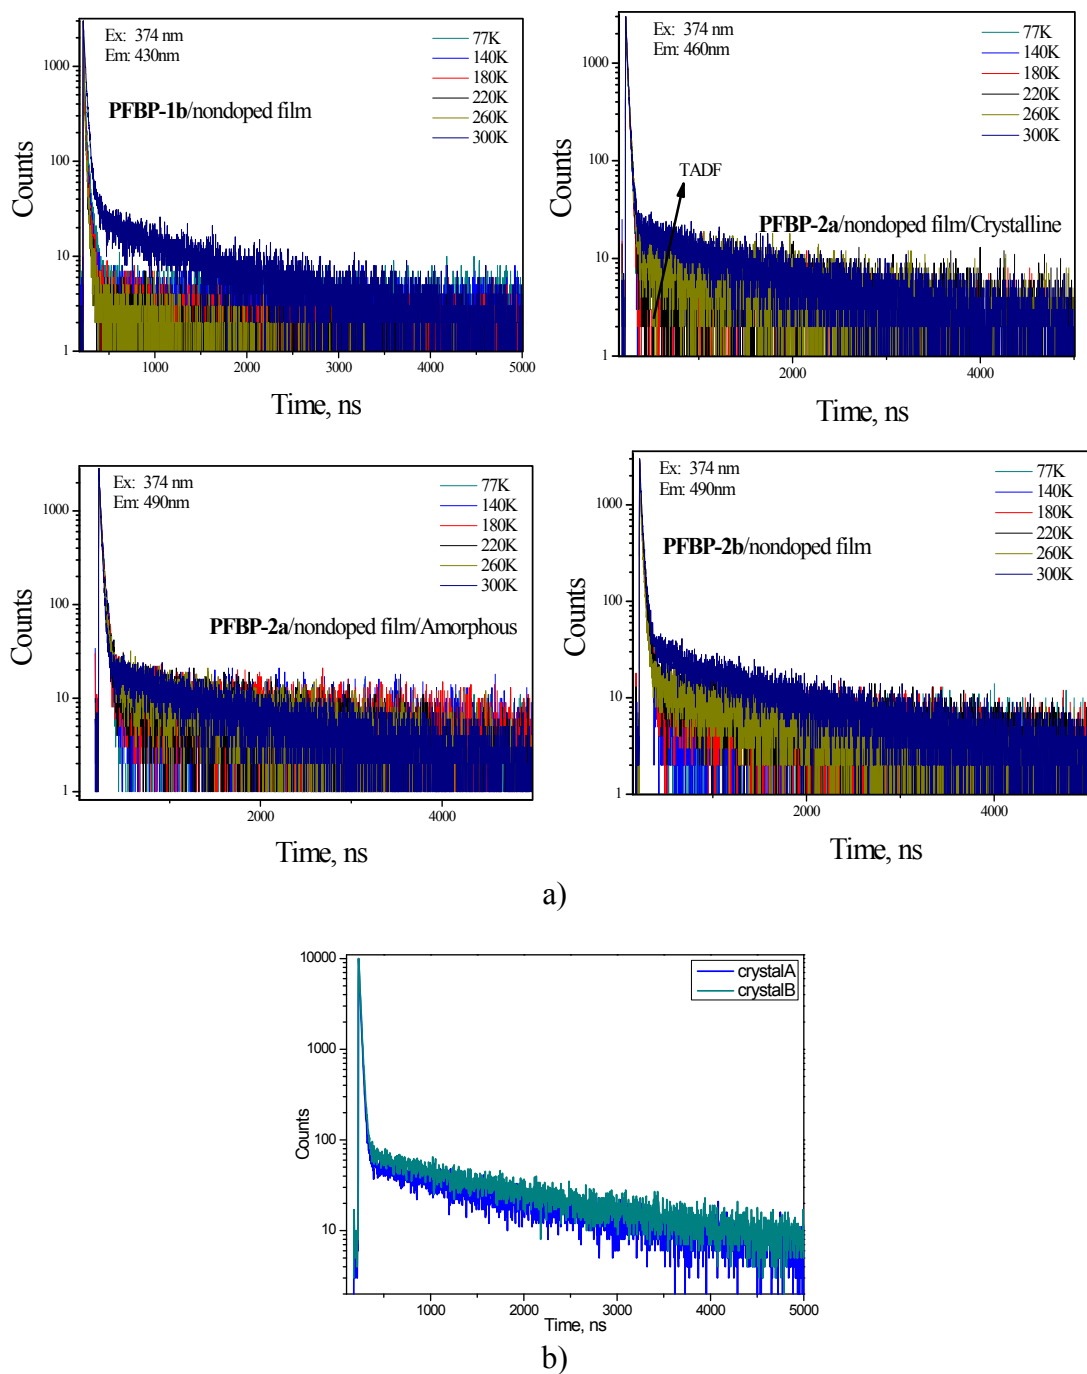 Ex: 374 nm
Em: 430nm
PFBP-1b/nondoped film
77K
140K
180K
220K
260K
300K
Counts
1000
100
10
1
1000
2000
3000
4000
5000
Time, ns
Ex: 374 nm
Em: 460nm
77K
140K
180K
220K
260K
300K
TADF
PFBP-2a/nondoped film/Crystalline
Counts
1000
100
10
1
2000
4000
Time, ns
Ex: 374 nm
Em: 490nm
77K
140K
180K
220K
260K
300K
PFBP-2a/nondoped film/Amorphous
Counts
1000
100
10
1
2000
4000
Time, ns
Ex: 374 nm
Em: 490nm
77K
140K
180K
220K
260K
300K
PFBP-2b/nondoped film
Counts
1000
100
10
1
2000
4000
Time, ns
a)
crystalA
crystalB
Counts
10000
1000
100
10
1000
2000
3000
4000
5000
Time, ns
b)